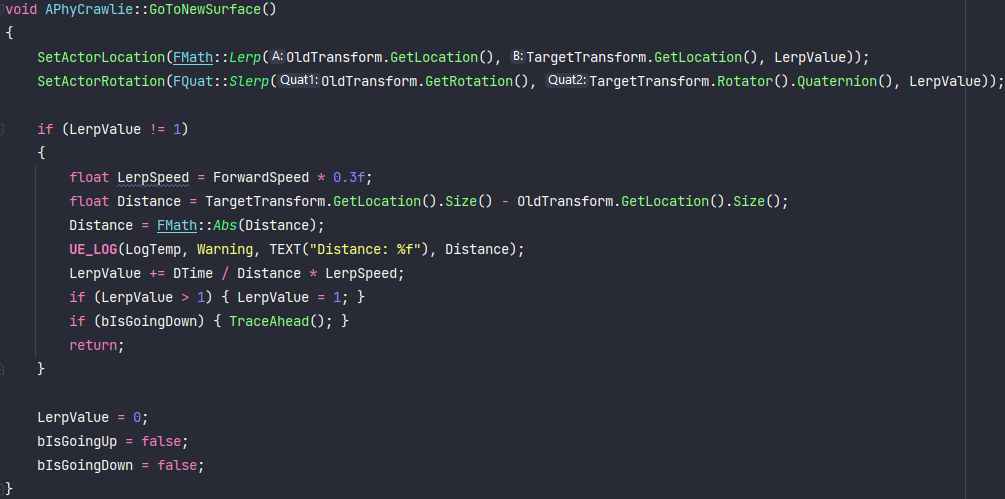 void APhyCrawlie::GoToNewSurface()
{
    SetActorLocation(FMath::Lerp(A: OldTransform.GetLocation(), B: TargetTransform.GetLocation(), LerpValue));
    SetActorRotation(FQuat::Slerp(Quat1: OldTransform.GetRotation(), Quat2: TargetTransform.Rotator().Quaternion(), LerpValue));

    if (LerpValue != 1)
    {
        float LerpSpeed = ForwardSpeed * 0.3f;
        float Distance = TargetTransform.GetLocation().Size() - OldTransform.GetLocation().Size();
        Distance = FMath::Abs(Distance);
        UE_LOG(LogTemp, Warning, TEXT("Distance: %f"), Distance);
        LerpValue += DTime / Distance * LerpSpeed;
        if (LerpValue > 1) { LerpValue = 1; }
        if (bIsGoingDown) { TraceAhead(); }
        return;
    }

    LerpValue = 0;
    bIsGoingUp = false;
    bIsGoingDown = false;
}